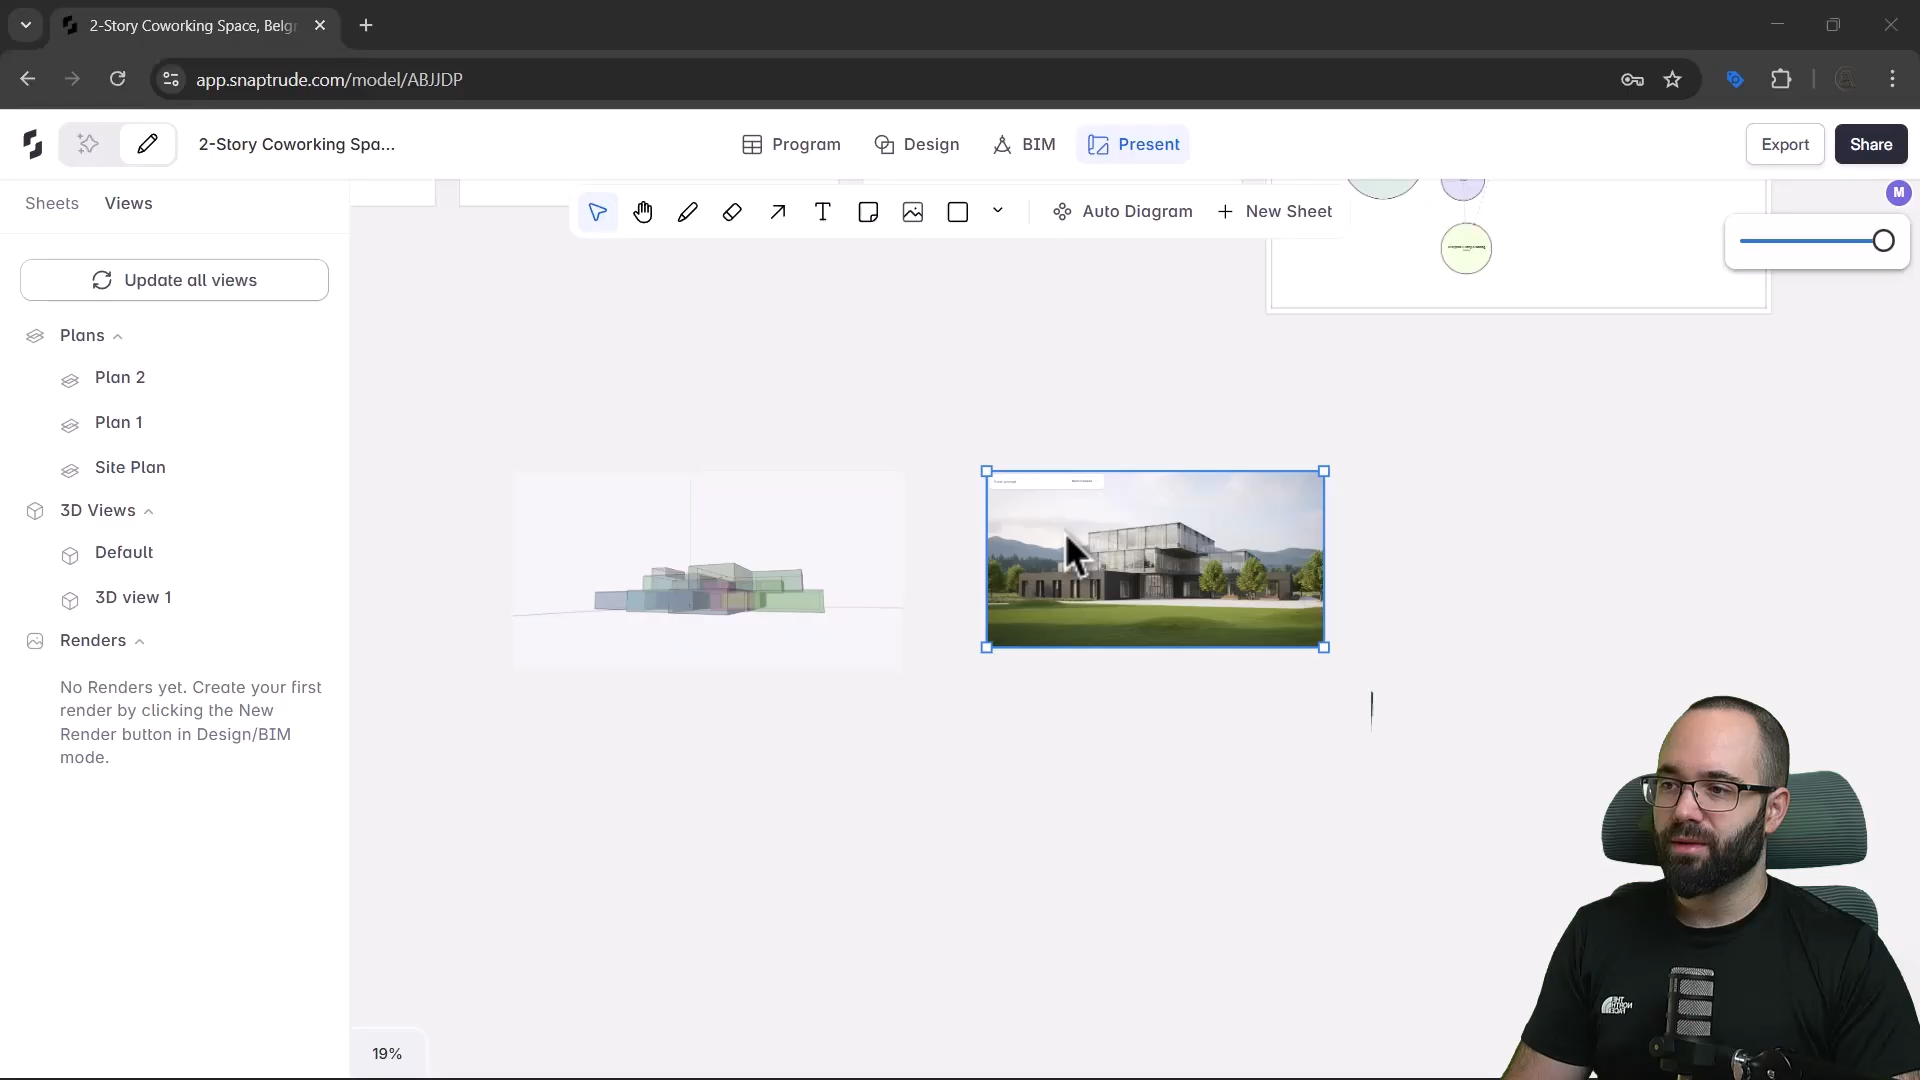 2-Story Coworking Space, Belgr
app.snaptrude.com/model/ABJJDP
2-Story Coworking Spa...
Program
Design
BIM
Present
Export
Share
Sheets
Views
Auto Diagram
New Sheet
M
Update all views
Plans
Plan 2
Plan 1
Site Plan
3D Views
Default
3D view 1
Renders
No Renders yet. Create your first
render by clicking the New
Render button in Design/BIM
mode.
19%
THE
NORTH
FACE